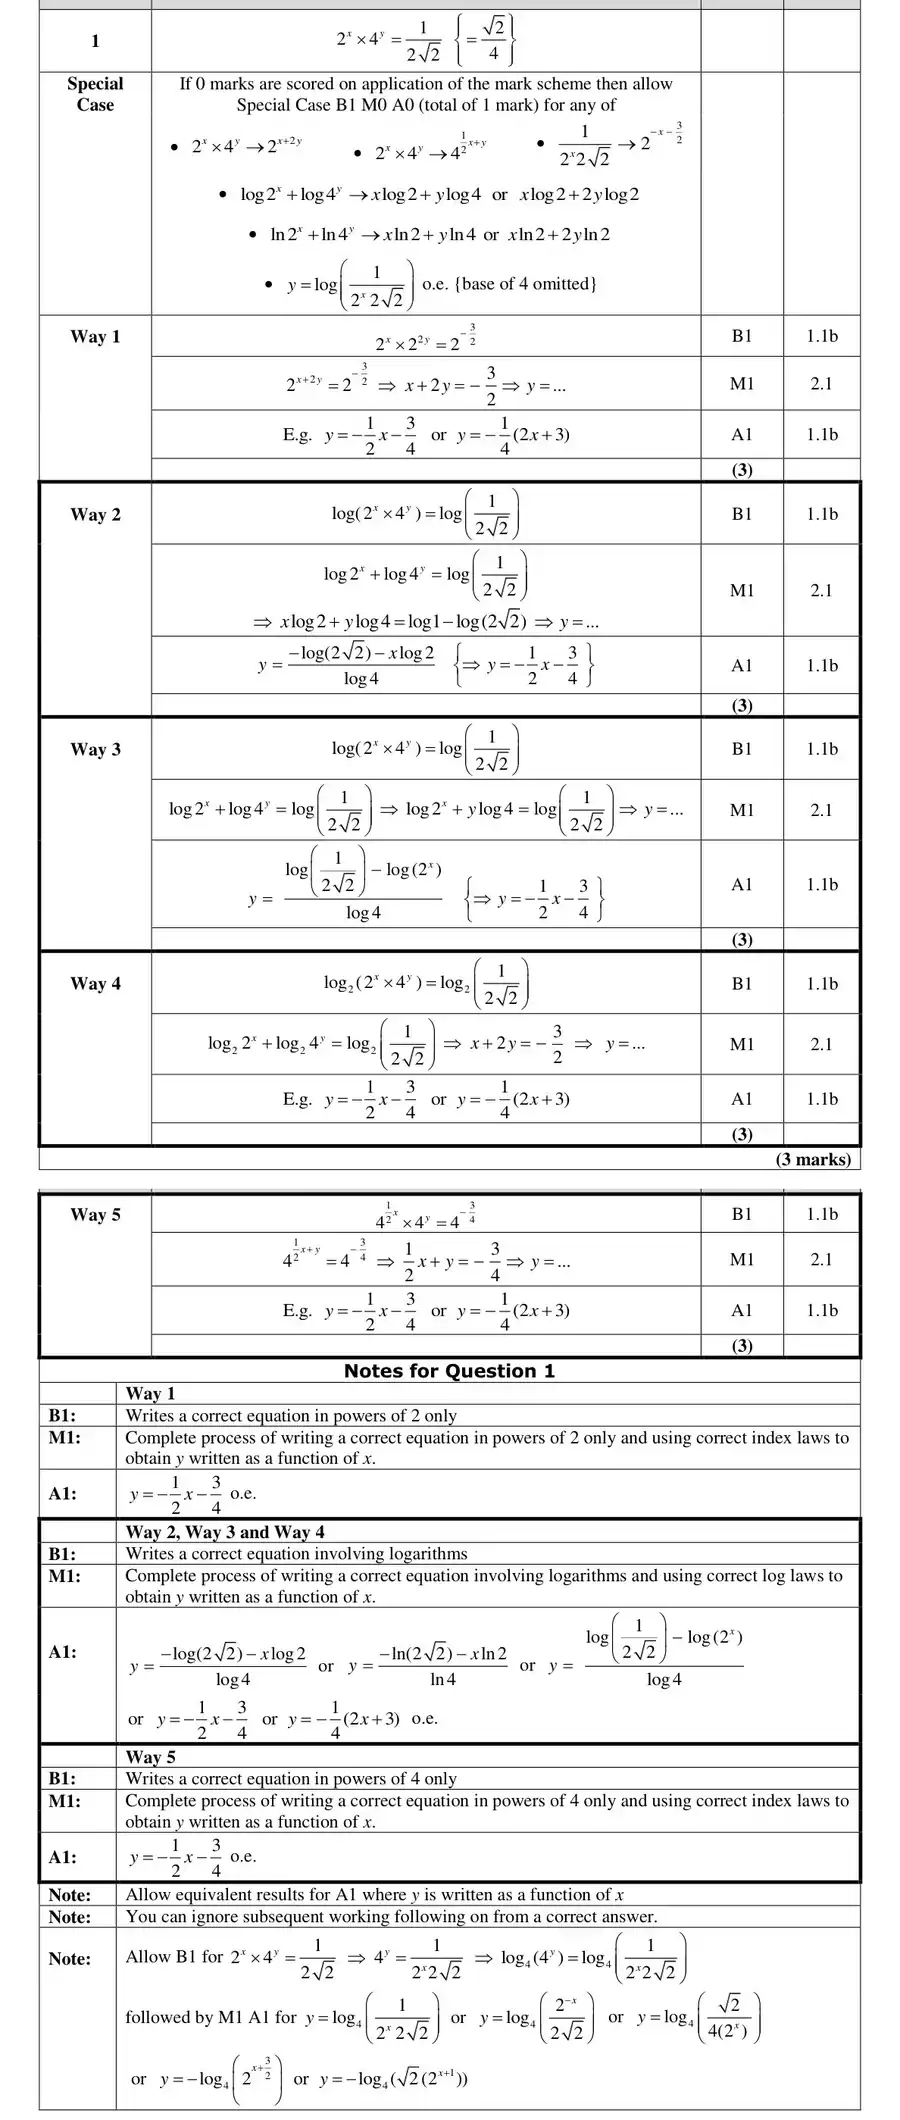 1 2^x × 4^y = 1/(2√2) { = √2/4 }
Special Case
If 0 marks are scored on application of the mark scheme then allow
Special Case B1 M0 A0 (total of 1 mark) for any of
• 2^x × 4^y → 2^(x+2y) • 2^x × 4^y → 4^(1/2 x+y) • 1/(2^x 2√2) → 2^(−x−3/2)
• log 2^x + log 4^y → x log 2 + y log 4 or x log 2 + 2y log 2
• ln 2^x + ln 4^y → x ln 2 + y ln 4 or x ln 2 + 2y ln 2
• y = log(1/(2^x 2√2)) o.e. {base of 4 omitted}
Way 1 2^x × 2^(2y) = 2^(−3/2) B1 1.1b
2^(x+2y) = 2^(−3/2) ⇒ x + 2y = −3/2 ⇒ y = ... M1 2.1
E.g. y = −1/2 x − 3/4 or y = −1/4 (2x + 3) A1 1.1b
(3)
Way 2 log(2^x × 4^y) = log(1/(2√2)) B1 1.1b
log 2^x + log 4^y = log(1/(2√2))
⇒ x log 2 + y log 4 = log 1 − log(2√2) ⇒ y = ... M1 2.1
y = (−log(2√2) − x log 2)/log 4 { ⇒ y = −1/2 x − 3/4 } A1 1.1b
(3)
Way 3 log(2^x × 4^y) = log(1/(2√2)) B1 1.1b
log 2^x + log 4^y = log(1/(2√2)) ⇒ log 2^x + y log 4 = log(1/(2√2)) ⇒ y = ... M1 2.1
y = (log(1/(2√2)) − log(2^x))/log 4 { ⇒ y = −1/2 x − 3/4 } A1 1.1b
(3)
Way 4 log₂(2^x × 4^y) = log₂(1/(2√2)) B1 1.1b
log₂ 2^x + log₂ 4^y = log₂(1/(2√2)) ⇒ x + 2y = −3/2 ⇒ y = ... M1 2.1
E.g. y = −1/2 x − 3/4 or y = −1/4 (2x + 3) A1 1.1b
(3)
(3 marks)
Way 5 4^(1/2 x) × 4^y = 4^(−3/4) B1 1.1b
4^(1/2 x+y) = 4^(−3/4) ⇒ 1/2 x + y = −3/4 ⇒ y = ... M1 2.1
E.g. y = −1/2 x − 3/4 or y = −1/4 (2x + 3) A1 1.1b
(3)
Notes for Question 1
Way 1
B1: Writes a correct equation in powers of 2 only
M1: Complete process of writing a correct equation in powers of 2 only and using correct index laws to
obtain y written as a function of x.
A1: y = −1/2 x − 3/4 o.e.
Way 2, Way 3 and Way 4
B1: Writes a correct equation involving logarithms
M1: Complete process of writing a correct equation involving logarithms and using correct log laws to
obtain y written as a function of x.
A1: y = (−log(2√2) − x log 2)/log 4 or y = (−ln(2√2) − x ln 2)/ln 4 or y = (log(1/(2√2)) − log(2^x))/log 4
or y = −1/2 x − 3/4 or y = −1/4 (2x + 3) o.e.
Way 5
B1: Writes a correct equation in powers of 4 only
M1: Complete process of writing a correct equation in powers of 4 only and using correct index laws to
obtain y written as a function of x.
A1: y = −1/2 x − 3/4 o.e.
Note: Allow equivalent results for A1 where y is written as a function of x
Note: You can ignore subsequent working following on from a correct answer.
Note: Allow B1 for 2^x × 4^y = 1/(2√2) ⇒ 4^y = 1/(2^x 2√2) ⇒ log₄(4^y) = log₄(1/(2^x 2√2))
followed by M1 A1 for y = log₄(1/(2^x 2√2)) or y = log₄(2^(−x)/(2√2)) or y = log₄(√2/(4(2^x)))
or y = −log₄(2^(x+3/2)) or y = −log₄(√2(2^(x+1)))